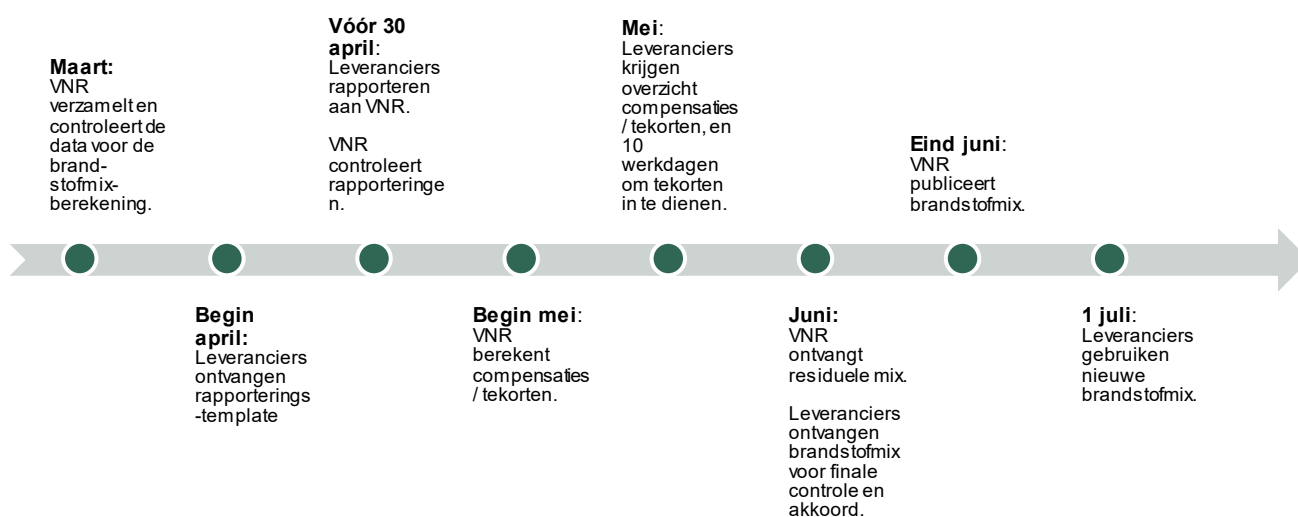 Maart:
VNR
verzamelt en
controleert de
data voor de
brand-
stofmix-
berekening.
Begin
april:
Leveranciers
ontvangen
rapporterings
-template
Vóór 30
april:
Leveranciers
rapporteren
aan VNR.
VNR
controleert
rapporteringe
n.
Begin mei:
VNR
berekent
compensaties
/ tekorten.
Mei:
Leveranciers
krijgen
overzicht
compensaties
/ tekorten, en
10
werkdagen
om tekorten
in te dienen.
Juni:
VNR
ontvangt
residuele mix.
Leveranciers
ontvangen
brandstofmix
voor finale
controle en
akkoord.
Eind juni:
VNR
publiceert
brandstofmix.
1 juli:
Leveranciers
gebruiken
nieuwe
brandstofmix.